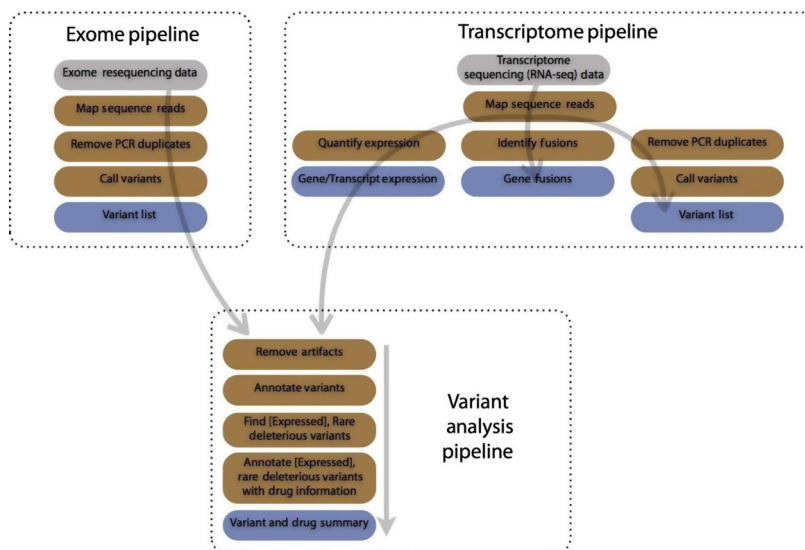 Exome pipeline
Exome resequencing data
Map sequence reads
Remove PCR duplicates
Call variants
Variant list
Transcriptome pipeline
Transcriptome
sequencing (RNA-seq) data
Map sequence reads
Quantify expression
Gene/Transcript expression
Identify fusions
Gene fusions
Remove PCR duplicates
Call variants
Variant list
Remove artifacts
Annotate variants
Find [Expressed], Rare
deleterious variants
Annotate [Expressed],
rare deleterious variants
with drug information
Variant and drug summary
Variant
analysis
pipeline